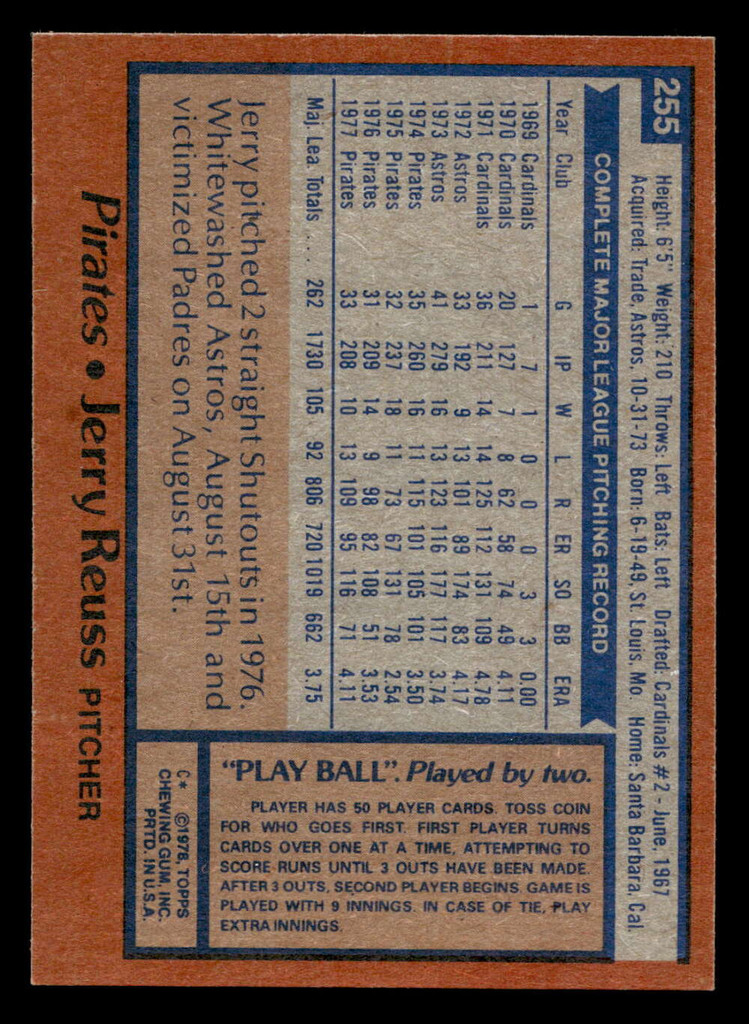 255
Height: 6'5" Weight: 210 Throws: Left Bats: Left Drafted: Cardinals #2 - June, 1967
Acquired: Trade, Astros, 10-31-73 Born: 6-19-49, St. Louis, Mo. Home: Santa Barbara, Cal.
COMPLETE MAJOR LEAGUE PITCHING RECORD
Year Club G IP W L R ER SO BB ERA
1969 Cardinals 1 7 1 0 0 0 3 3 0.00
1970 Cardinals 20 127 7 8 62 58 74 49 4.11
1971 Cardinals 36 211 14 14 125 112 131 109 4.78
1972 Astros 33 192 9 13 101 89 174 83 4.17
1973 Astros 41 279 16 13 123 116 177 117 3.74
1974 Pirates 35 260 16 11 115 101 105 101 3.50
1975 Pirates 32 237 18 11 73 67 131 78 2.54
1976 Pirates 31 209 14 9 98 82 108 51 3.53
1977 Pirates 33 208 10 13 109 95 116 71 4.11
Maj. Lea. Totals .... 262 1730 105 92 806 720 1019 662 3.75
Jerry pitched 2 straight Shutouts in 1976.
Whitewashed Astros, August 15th and
victimized Padres on August 31st.
"PLAY BALL". Played by two.
PLAYER HAS 50 PLAYER CARDS. TOSS COIN
FOR WHO GOES FIRST. FIRST PLAYER TURNS
CARDS OVER ONE AT A TIME, ATTEMPTING TO
SCORE RUNS UNTIL 3 OUTS HAVE BEEN MADE.
AFTER 3 OUTS, SECOND PLAYER BEGINS. GAME IS
PLAYED WITH 9 INNINGS. IN CASE OF TIE, PLAY
EXTRA INNINGS.
C* ©1978, TOPPS
CHEWING GUM, INC.
PRTD. IN U.S.A.
Pirates • Jerry Reuss PITCHER